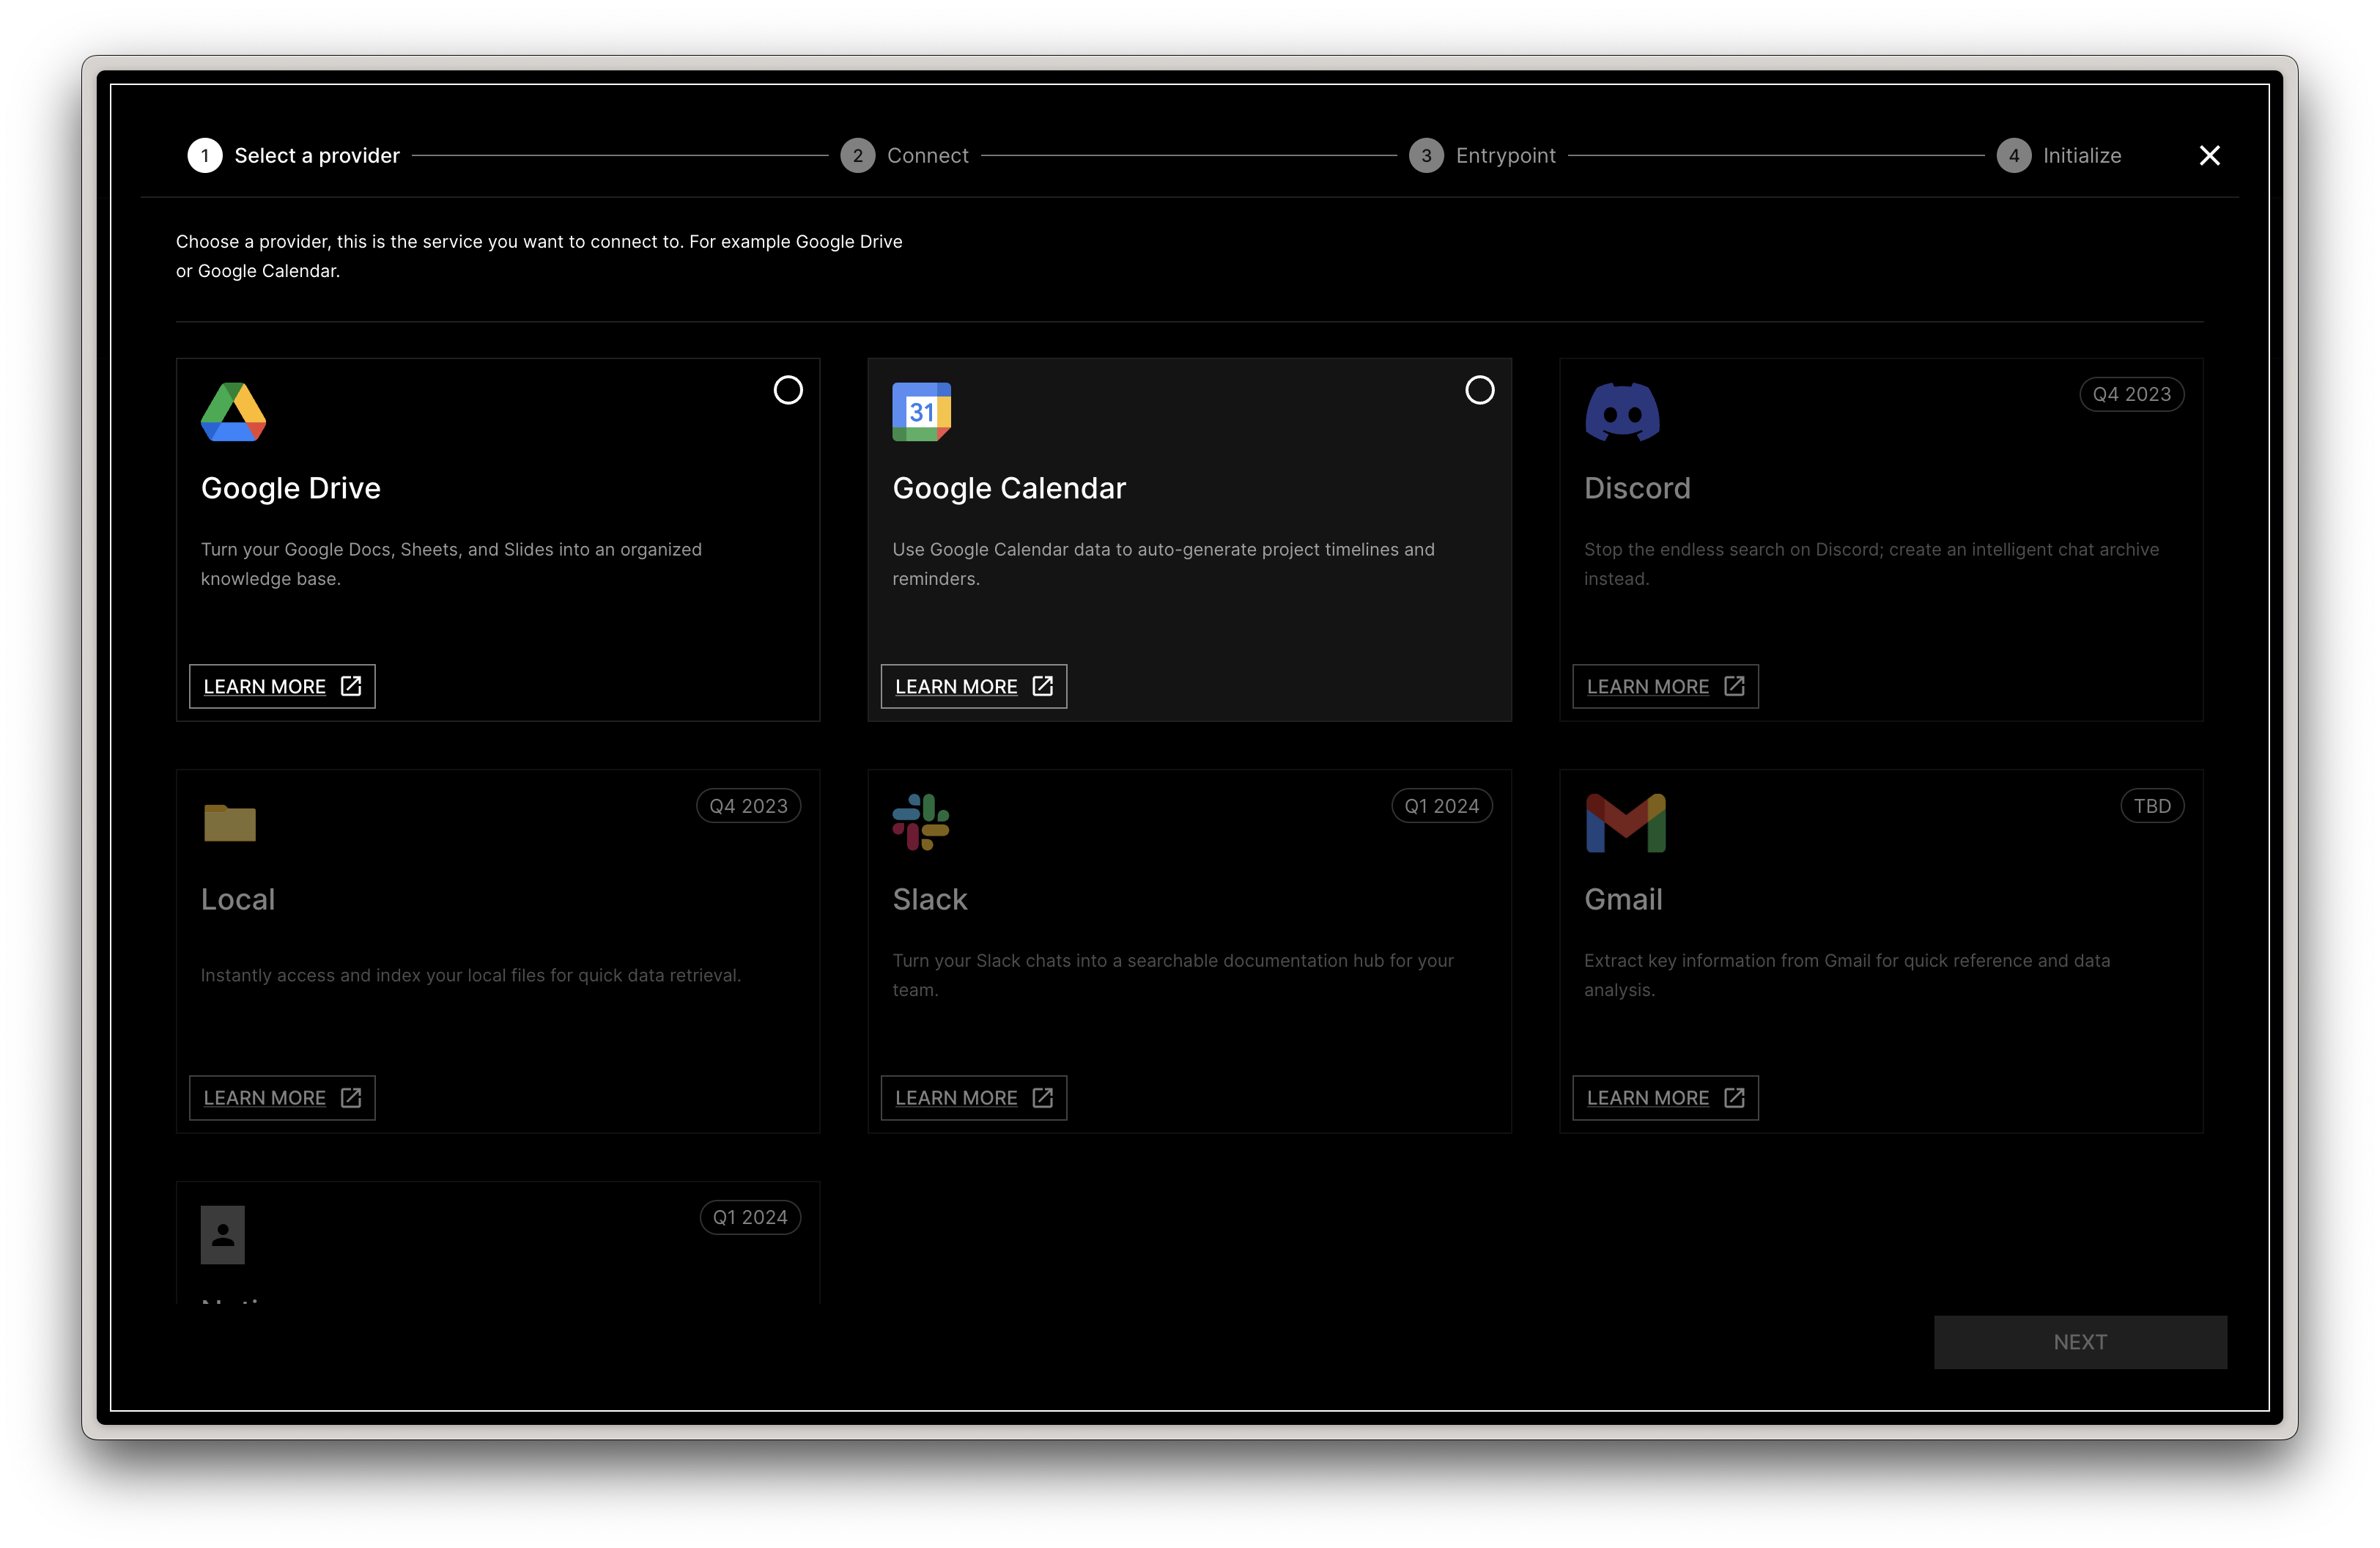 1 Select a provider 2 Connect 3 Entrypoint 4 Initialize
Choose a provider, this is the service you want to connect to. For example Google Drive
or Google Calendar.
Google Drive
Turn your Google Docs, Sheets, and Slides into an organized
knowledge base.
LEARN MORE
31
Google Calendar
Use Google Calendar data to auto-generate project timelines and
reminders.
LEARN MORE
Q4 2023
Discord
Stop the endless search on Discord; create an intelligent chat archive
instead.
LEARN MORE
Q4 2023
Local
Instantly access and index your local files for quick data retrieval.
LEARN MORE
Q1 2024
Slack
Turn your Slack chats into a searchable documentation hub for your
team.
LEARN MORE
TBD
Gmail
Extract key information from Gmail for quick reference and data
analysis.
LEARN MORE
Q1 2024
NEXT